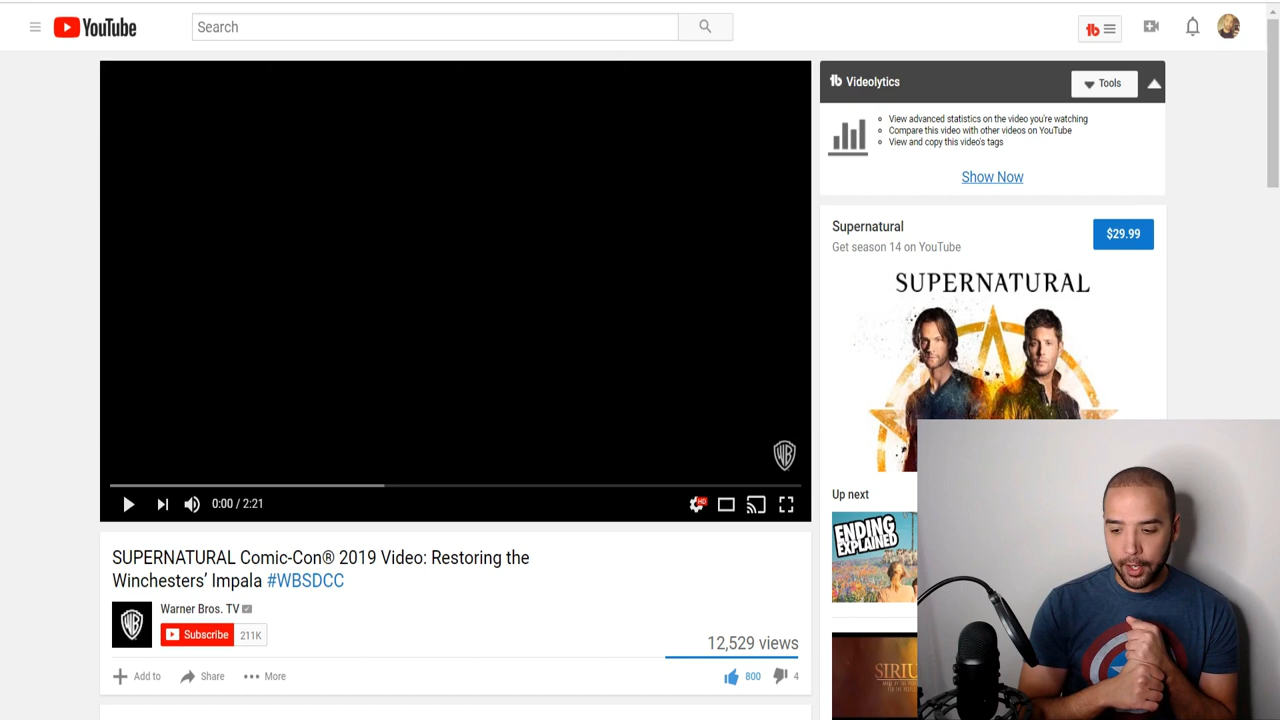 YouTube
Search
Videolytics
Tools
View advanced statistics on the video you're watching
Compare this video with other videos on YouTube
View and copy this video's tags
Show Now
Supernatural
Get season 14 on YouTube
$29.99
SUPERNATURAL
WB
0:00 / 2:21
HD
SUPERNATURAL Comic-Con® 2019 Video: Restoring the
Winchesters' Impala #WBSDCC
WB
Warner Bros. TV
Subscribe 211K
12,529 views
Add to
Share
More
800
4
Up next
ENDING
EXPLAINED